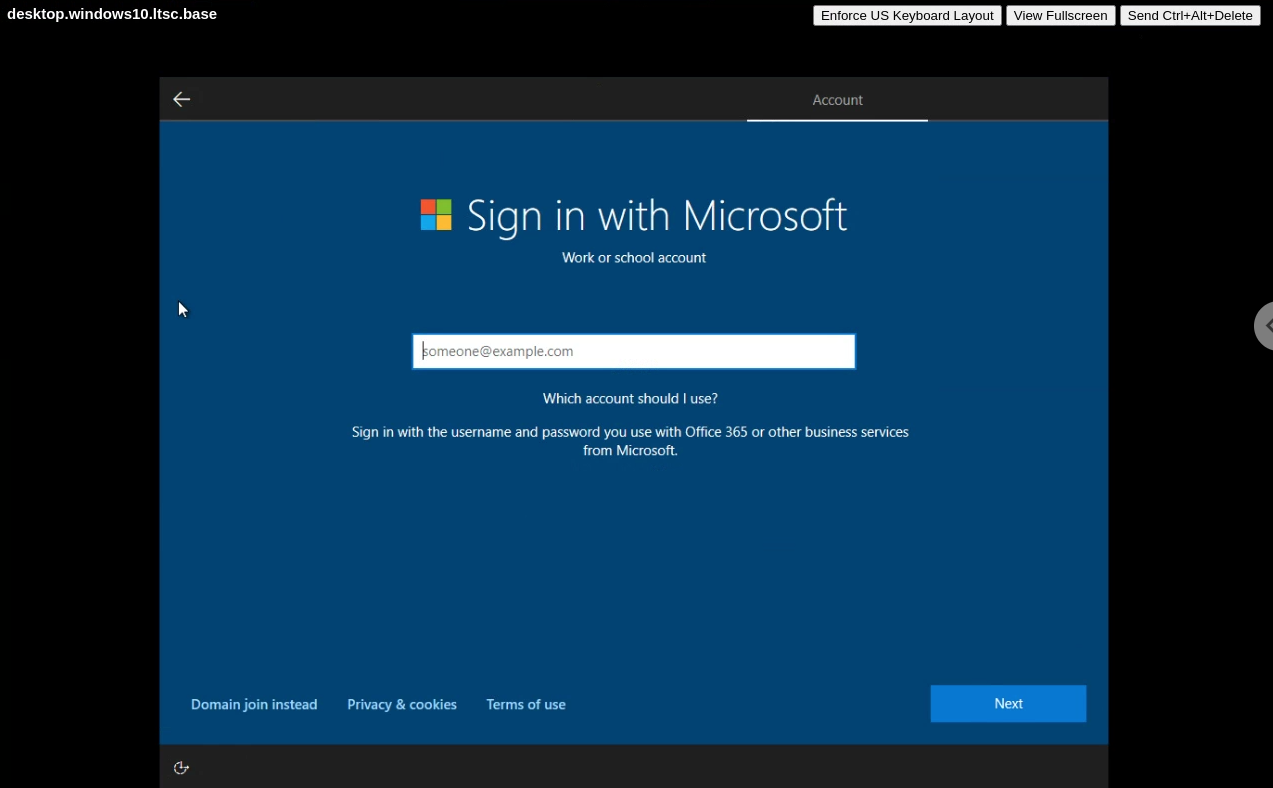 desktop.windows10.ltsc.base
Enforce US Keyboard Layout
View Fullscreen
Send Ctrl+Alt+Delete
Account
Sign in with Microsoft
Work or school account
someone@example.com
Which account should I use?
Sign in with the username and password you use with Office 365 or other business services
from Microsoft.
Domain join instead
Privacy & cookies
Terms of use
Next